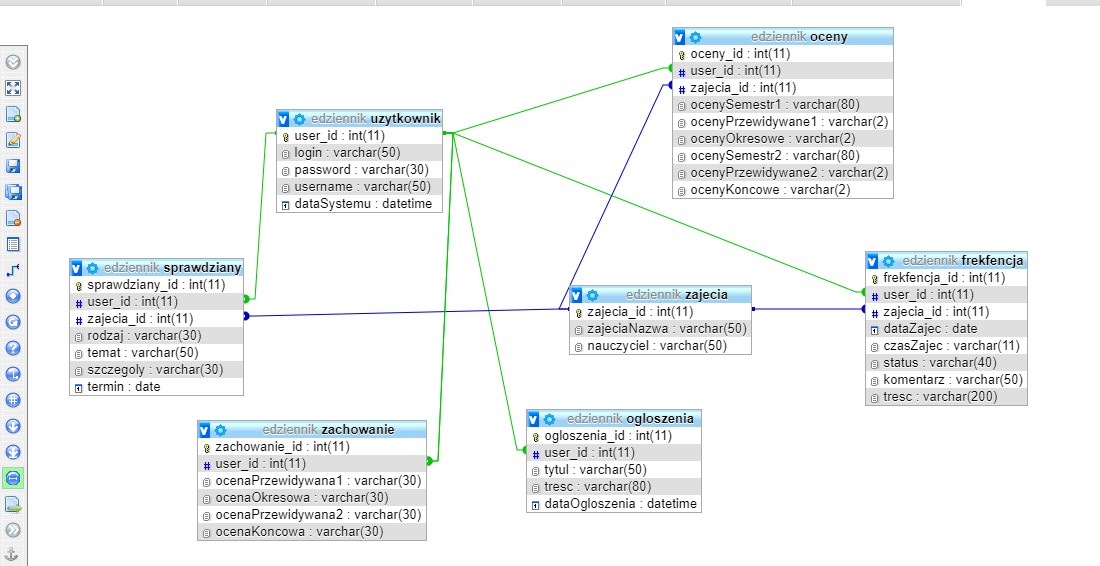 edziennik oceny
oceny_id : int(11)
user_id : int(11)
zajecia_id : int(11)
ocenySemestr1 : varchar(80)
ocenyPrzewidywane1 : varchar(2)
ocenyOkresowe : varchar(2)
ocenySemestr2 : varchar(80)
ocenyPrzewidywane2 : varchar(2)
ocenyKoncowe : varchar(2)
edziennik uzytkownik
user_id : int(11)
login : varchar(50)
password : varchar(30)
username : varchar(50)
dataSystemu : datetime
edziennik sprawdziany
sprawdziany_id : int(11)
user_id : int(11)
zajecia_id : int(11)
rodzaj : varchar(30)
temat : varchar(50)
szczegoly : varchar(30)
termin : date
edziennik zajecia
zajecia_id : int(11)
zajeciaNazwa : varchar(50)
nauczyciel : varchar(50)
edziennik frekfencja
frekfencja_id : int(11)
user_id : int(11)
zajecia_id : int(11)
dataZajec : date
czasZajec : varchar(11)
status : varchar(40)
komentarz : varchar(50)
tresc : varchar(200)
edziennik zachowanie
zachowanie_id : int(11)
user_id : int(11)
ocenaPrzewidywana1 : varchar(30)
ocenaOkresowa : varchar(30)
ocenaPrzewidywana2 : varchar(30)
ocenaKoncowa : varchar(30)
edziennik ogloszenia
ogloszenia_id : int(11)
user_id : int(11)
tytul : varchar(50)
tresc : varchar(80)
dataOgloszenia : datetime